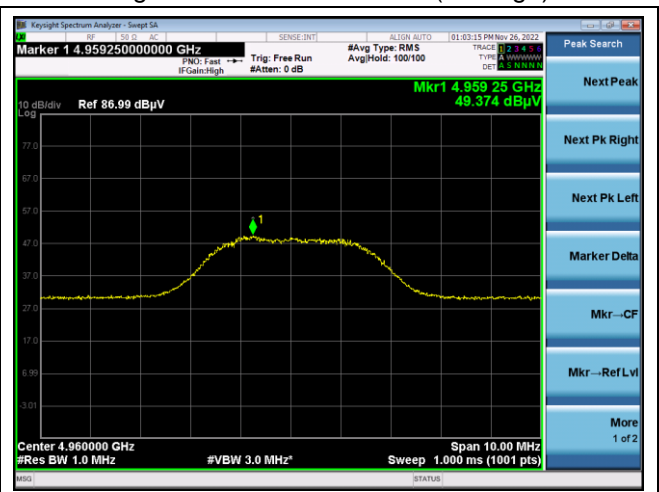 Keysight Spectrum Analyzer - Swept SA
RF 50 Ω AC SENSE:INT ALIGN AUTO 01:03:15 PM Nov 26, 2022
Marker 1 4.959250000000 GHz
PNO: Fast
IFGain:High
Trig: Free Run
#Atten: 0 dB
#Avg Type: RMS
Avg|Hold: 100/100
TRACE 1 2 3 4 5 6
TYPE A WWWWW
DET A S N N N N
Peak Search
Mkr1 4.959 25 GHz
49.374 dBµV
10 dB/div Ref 86.99 dBµV
Log
77.0
67.0
57.0
47.0
37.0
27.0
17.0
6.99
-3.01
1
Next Peak
Next Pk Right
Next Pk Left
Marker Delta
Mkr→CF
Mkr→Ref Lvl
More
1 of 2
Center 4.960000 GHz Span 10.00 MHz
#Res BW 1.0 MHz #VBW 3.0 MHz* Sweep 1.000 ms (1001 pts)
MSG STATUS